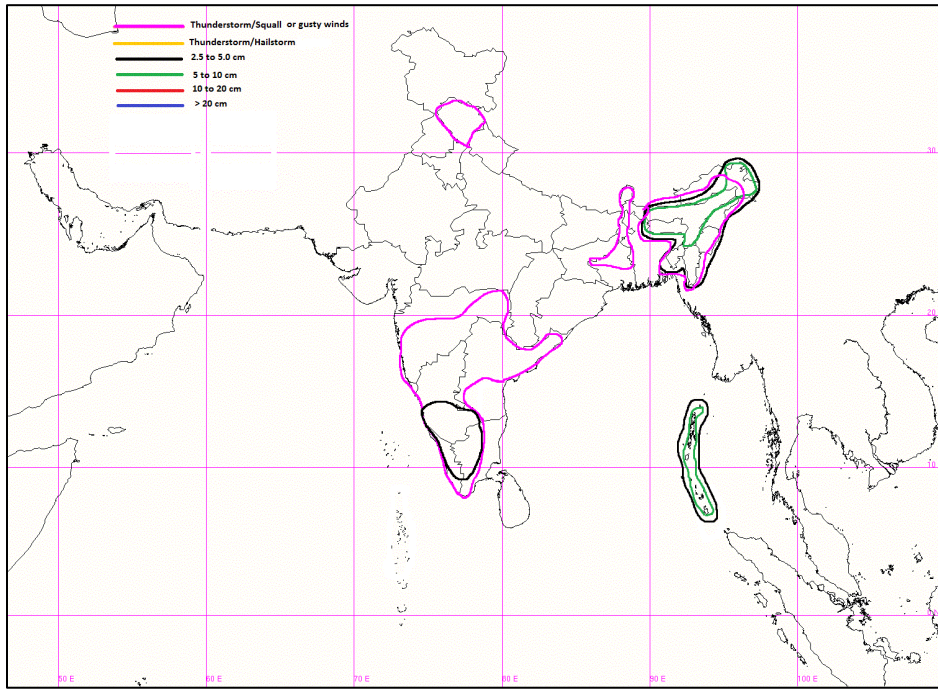 Thunderstorm/Squall or gusty winds
Thunderstorm/Hailstorm
2.5 to 5.0 cm
5 to 10 cm
10 to 20 cm
> 20 cm
30
20
10
50 E
60 E
70 E
80 E
90 E
100 E